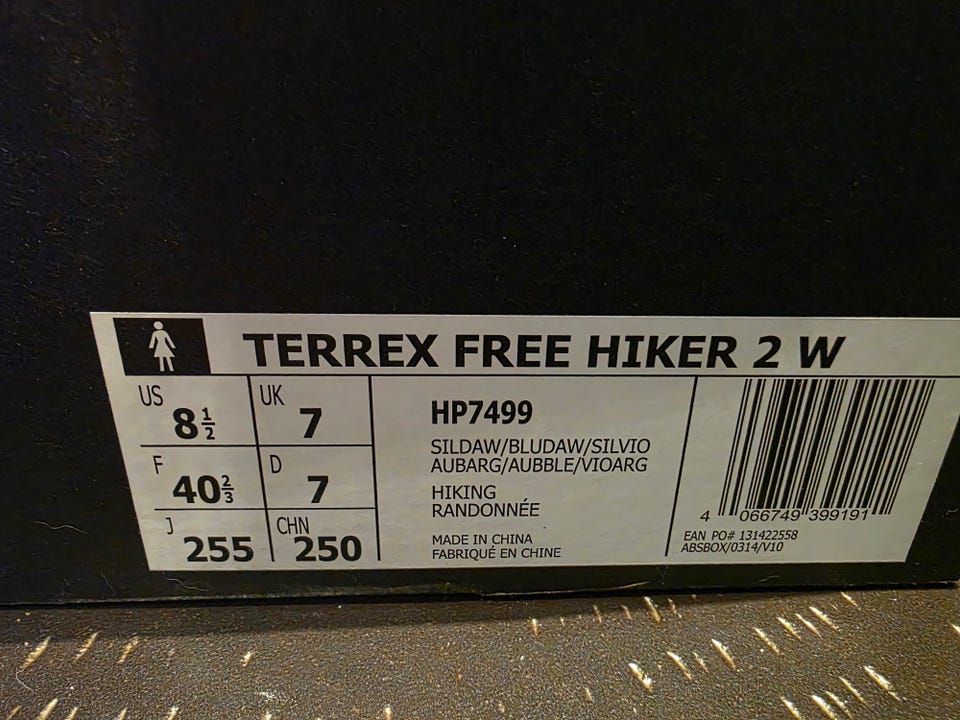 TERREX FREE HIKER 2 W
US 8½ UK 7
F 40⅔ D 7
J 255 CHN 250
HP7499
SILDAW/BLUDAW/SILVIO
AUBARG/AUBBLE/VIOARG
HIKING
RANDONNÉE
MADE IN CHINA
FABRIQUÉ EN CHINE
4 066749 399191
EAN PO# 131422558
ABSBOX/0314/V10